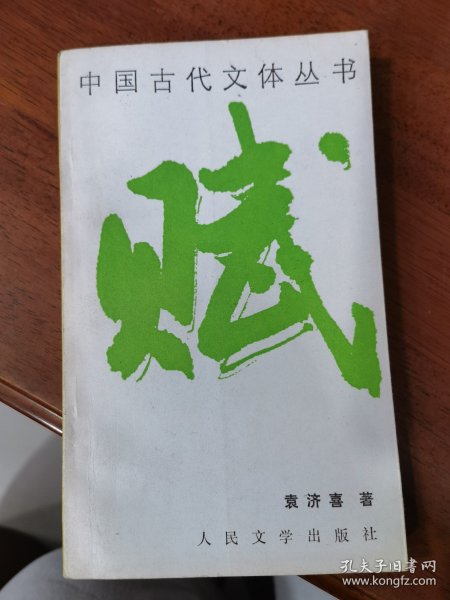 中国古代文体丛书
赋
袁济喜 著
人民文学出版社
孔夫子旧书网
www.kongfz.com